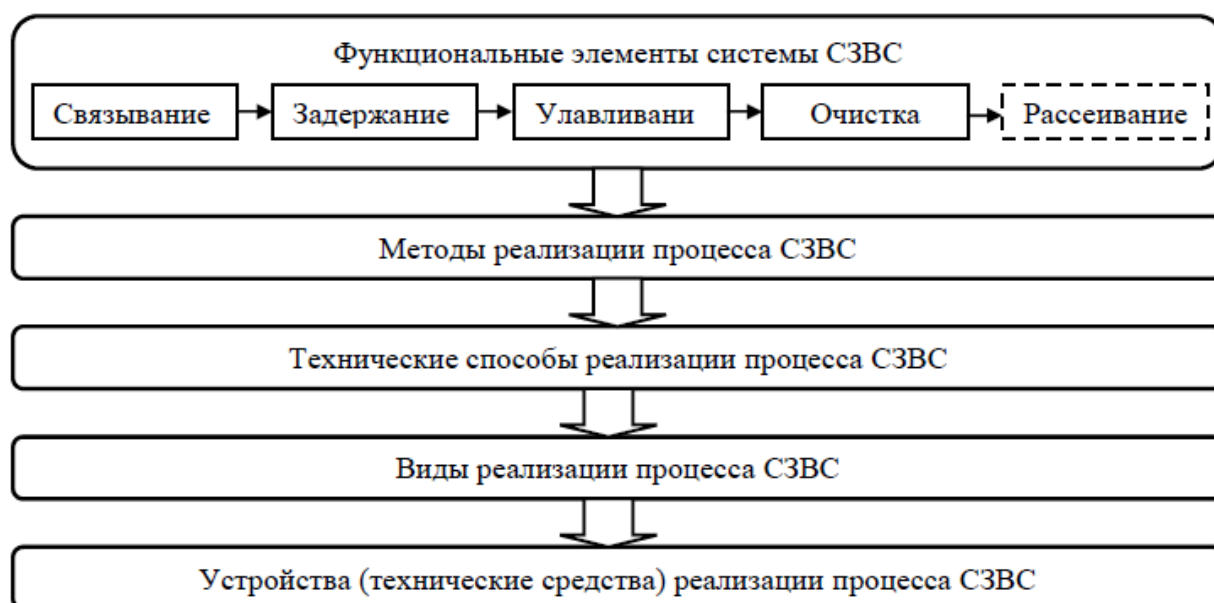 Функциональные элементы системы СЗВС
Связывание Задержание Улавливани Очистка Рассеивание
Методы реализации процесса СЗВС
Технические способы реализации процесса СЗВС
Виды реализации процесса СЗВС
Устройства (технические средства) реализации процесса СЗВС